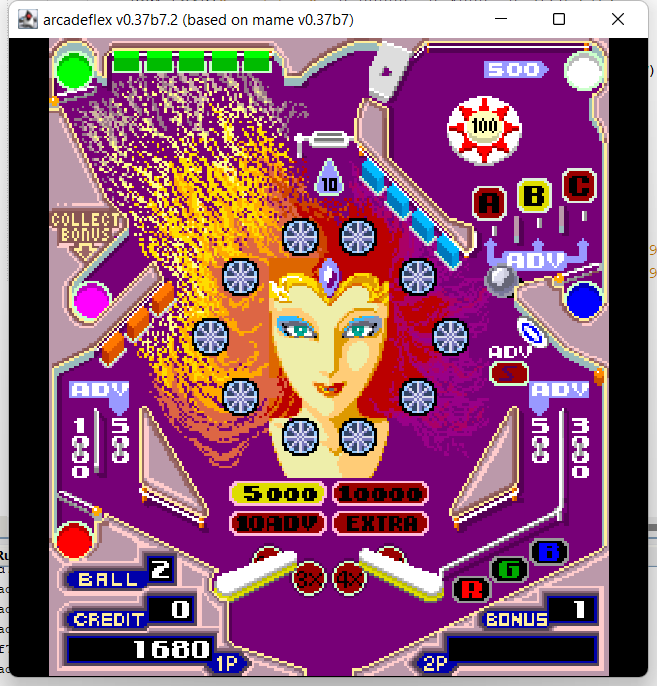 arcadeflex v0.37b7.2 (based on mame v0.37b7)
500
100
10
A B C
COLLECT
BONUS
ADV
ADV
ADV
ADV
1000
500
500
3000
5000
10000
10ADV
EXTRA
3X
4X
R G B
BALL 2
CREDIT 0
BONUS 1
1680
1P
2P